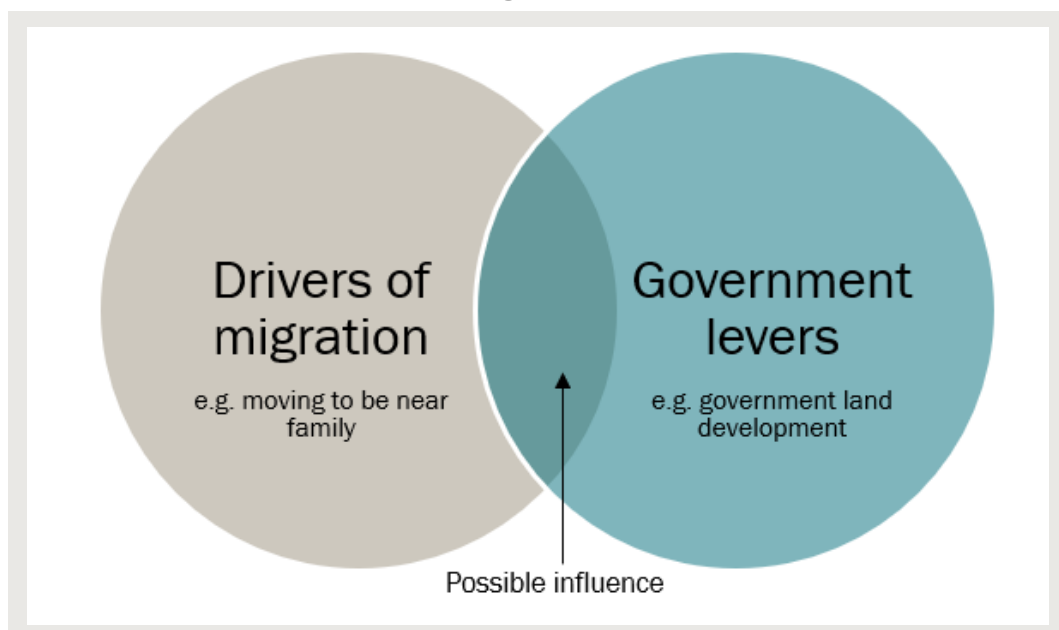 Drivers of
migration
e.g. moving to be near
family
Government
levers
e.g. government land
development
Possible influence